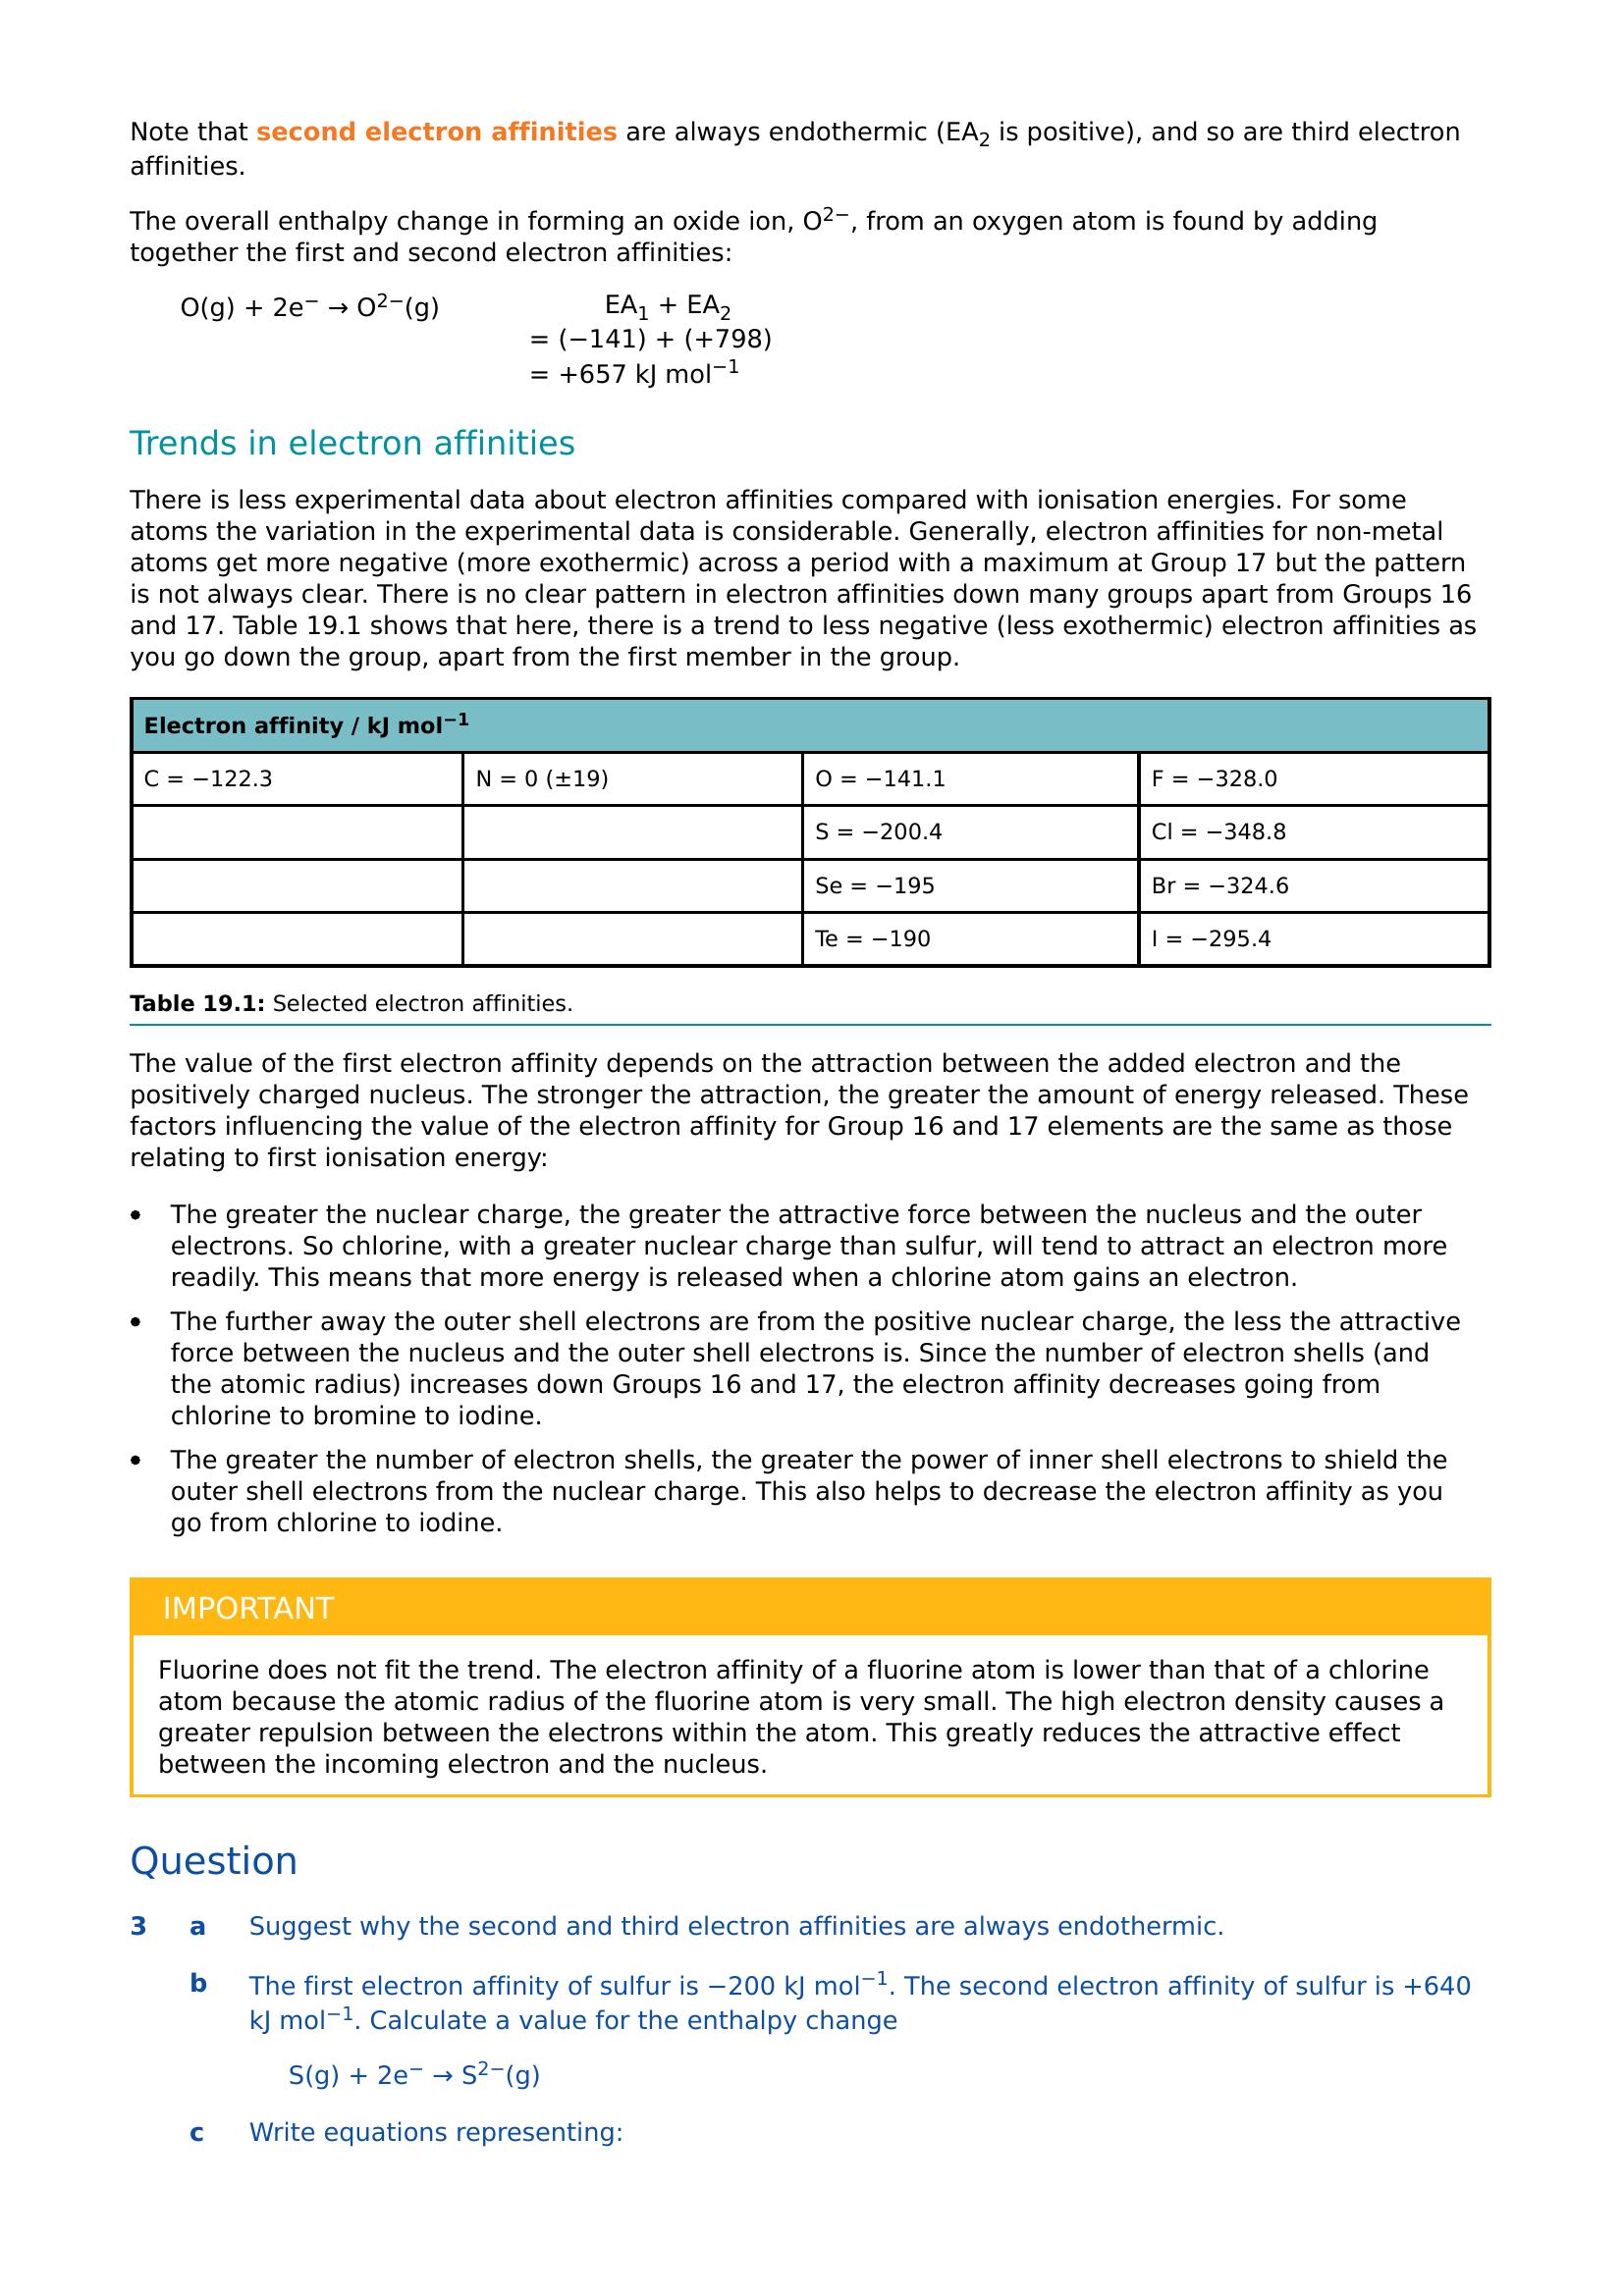 Note that second electron affinities are always endothermic (EA₂ is positive), and so are third electron
affinities.
The overall enthalpy change in forming an oxide ion, O²⁻, from an oxygen atom is found by adding
together the first and second electron affinities:
O(g) + 2e⁻ → O²⁻(g) EA₁ + EA₂
= (−141) + (+798)
= +657 kJ mol⁻¹
Trends in electron affinities
There is less experimental data about electron affinities compared with ionisation energies. For some
atoms the variation in the experimental data is considerable. Generally, electron affinities for non-metal
atoms get more negative (more exothermic) across a period with a maximum at Group 17 but the pattern
is not always clear. There is no clear pattern in electron affinities down many groups apart from Groups 16
and 17. Table 19.1 shows that here, there is a trend to less negative (less exothermic) electron affinities as
you go down the group, apart from the first member in the group.
Electron affinity / kJ mol⁻¹
C = −122.3 N = 0 (±19) O = −141.1 F = −328.0
S = −200.4 Cl = −348.8
Se = −195 Br = −324.6
Te = −190 I = −295.4
Table 19.1: Selected electron affinities.
The value of the first electron affinity depends on the attraction between the added electron and the
positively charged nucleus. The stronger the attraction, the greater the amount of energy released. These
factors influencing the value of the electron affinity for Group 16 and 17 elements are the same as those
relating to first ionisation energy:
• The greater the nuclear charge, the greater the attractive force between the nucleus and the outer
electrons. So chlorine, with a greater nuclear charge than sulfur, will tend to attract an electron more
readily. This means that more energy is released when a chlorine atom gains an electron.
• The further away the outer shell electrons are from the positive nuclear charge, the less the attractive
force between the nucleus and the outer shell electrons is. Since the number of electron shells (and
the atomic radius) increases down Groups 16 and 17, the electron affinity decreases going from
chlorine to bromine to iodine.
• The greater the number of electron shells, the greater the power of inner shell electrons to shield the
outer shell electrons from the nuclear charge. This also helps to decrease the electron affinity as you
go from chlorine to iodine.
IMPORTANT
Fluorine does not fit the trend. The electron affinity of a fluorine atom is lower than that of a chlorine
atom because the atomic radius of the fluorine atom is very small. The high electron density causes a
greater repulsion between the electrons within the atom. This greatly reduces the attractive effect
between the incoming electron and the nucleus.
Question
3 a Suggest why the second and third electron affinities are always endothermic.
b The first electron affinity of sulfur is −200 kJ mol⁻¹. The second electron affinity of sulfur is +640
kJ mol⁻¹. Calculate a value for the enthalpy change
S(g) + 2e⁻ → S²⁻(g)
c Write equations representing: